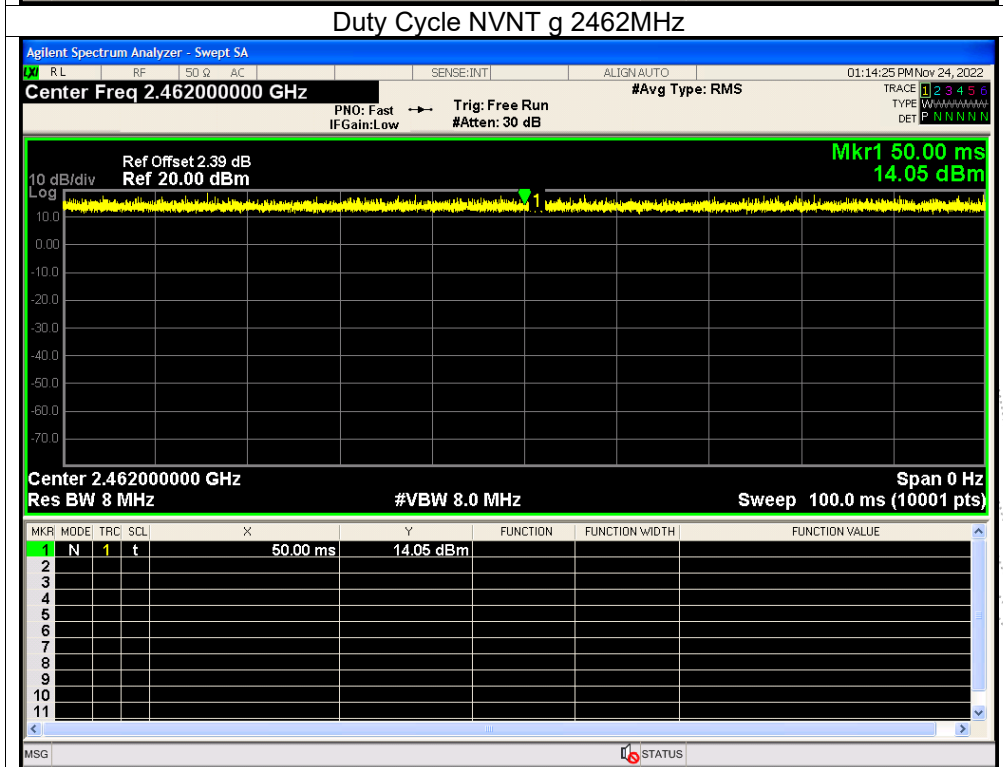 Duty Cycle NVNT g 2462MHz
Agilent Spectrum Analyzer - Swept SA
LXI RL RF 50 Ω AC SENSE:INT ALIGN AUTO 01:14:25 PM Nov 24, 2022
Center Freq 2.462000000 GHz #Avg Type: RMS TRACE 1 2 3 4 5 6
PNO: Fast Trig: Free Run TYPE WWWWWW
IFGain:Low #Atten: 30 dB DET P N N N N N
Mkr1 50.00 ms
Ref Offset 2.39 dB
10 dB/div Ref 20.00 dBm 14.05 dBm
Log
1
10.0
0.00
-10.0
-20.0
-30.0
-40.0
-50.0
-60.0
-70.0
Center 2.462000000 GHz Span 0 Hz
Res BW 8 MHz #VBW 8.0 MHz Sweep 100.0 ms (10001 pts)
MKR MODE TRC SCL X Y FUNCTION FUNCTION WIDTH FUNCTION VALUE
1 N 1 t 50.00 ms 14.05 dBm
2
3
4
5
6
7
8
9
10
11
MSG STATUS